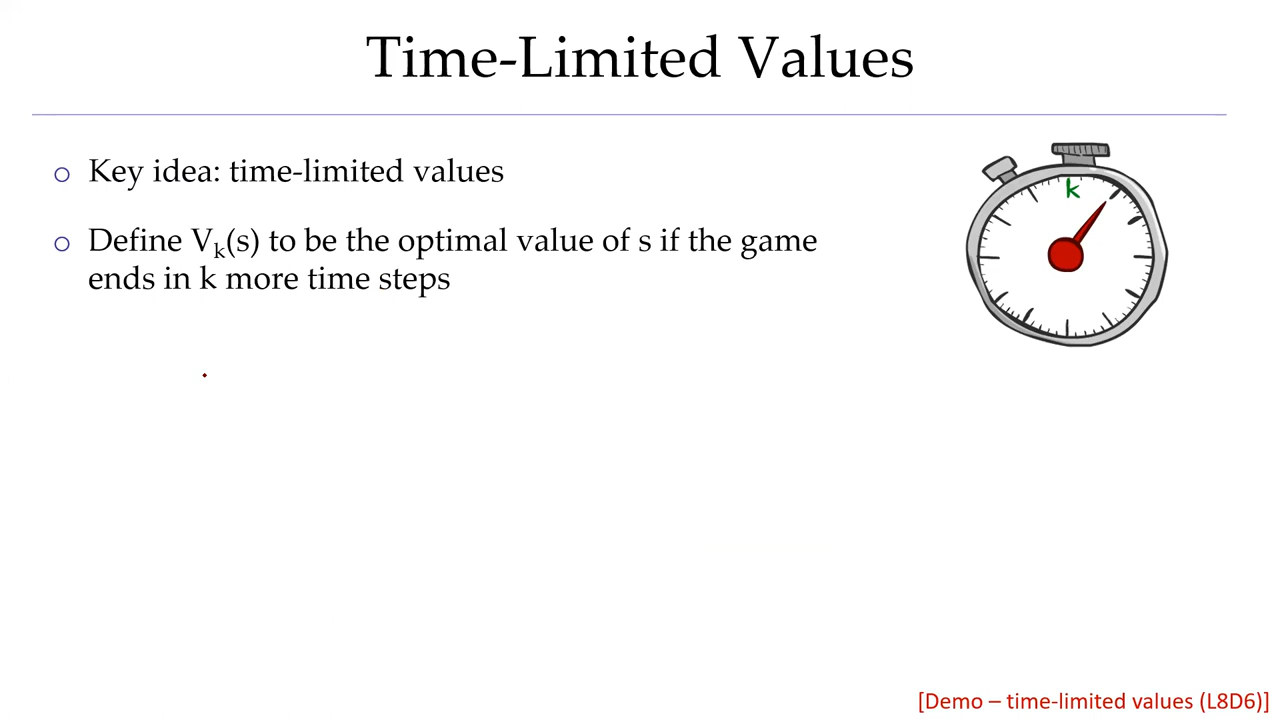 Time-Limited Values
Key idea: time-limited values
k
Define Vk(s) to be the optimal value of s if the game
ends in k more time steps
[Demo – time-limited values (L8D6)]